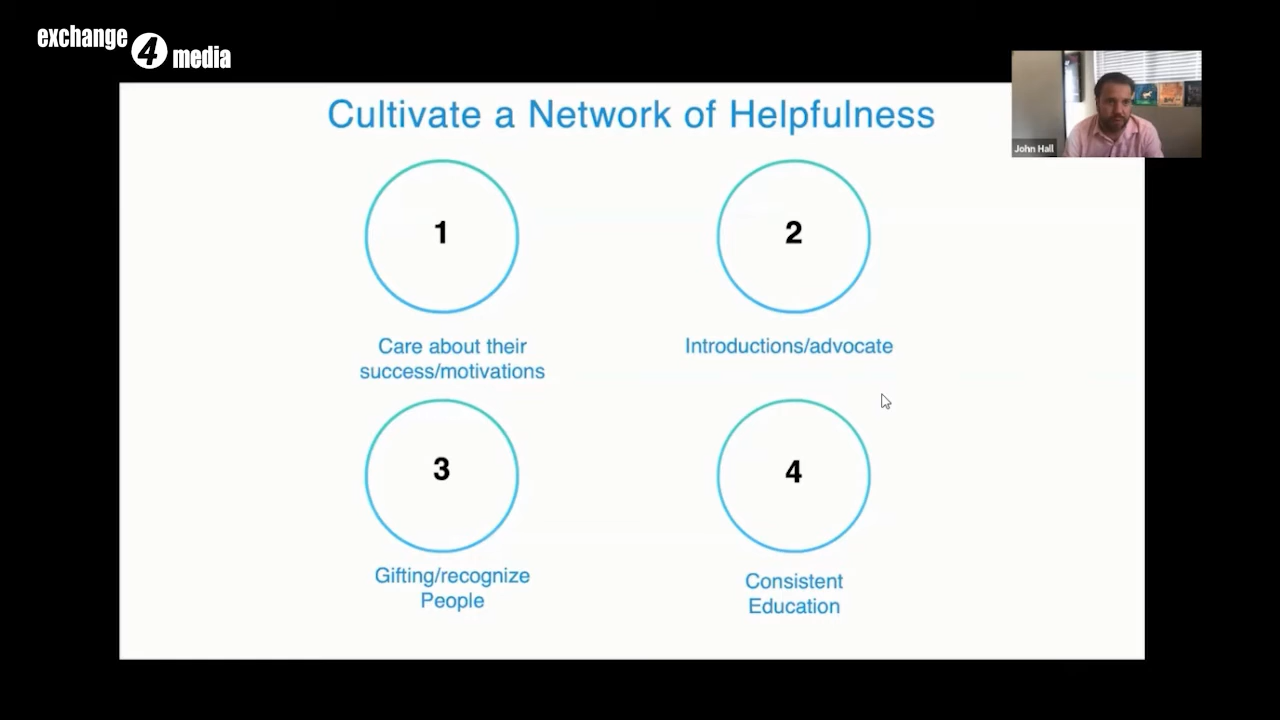 exchange
4
media
Cultivate a Network of Helpfulness
John Hall
1
2
Care about their
success/motivations
Introductions/advocate
3
4
Gifting/recognize
People
Consistent
Education